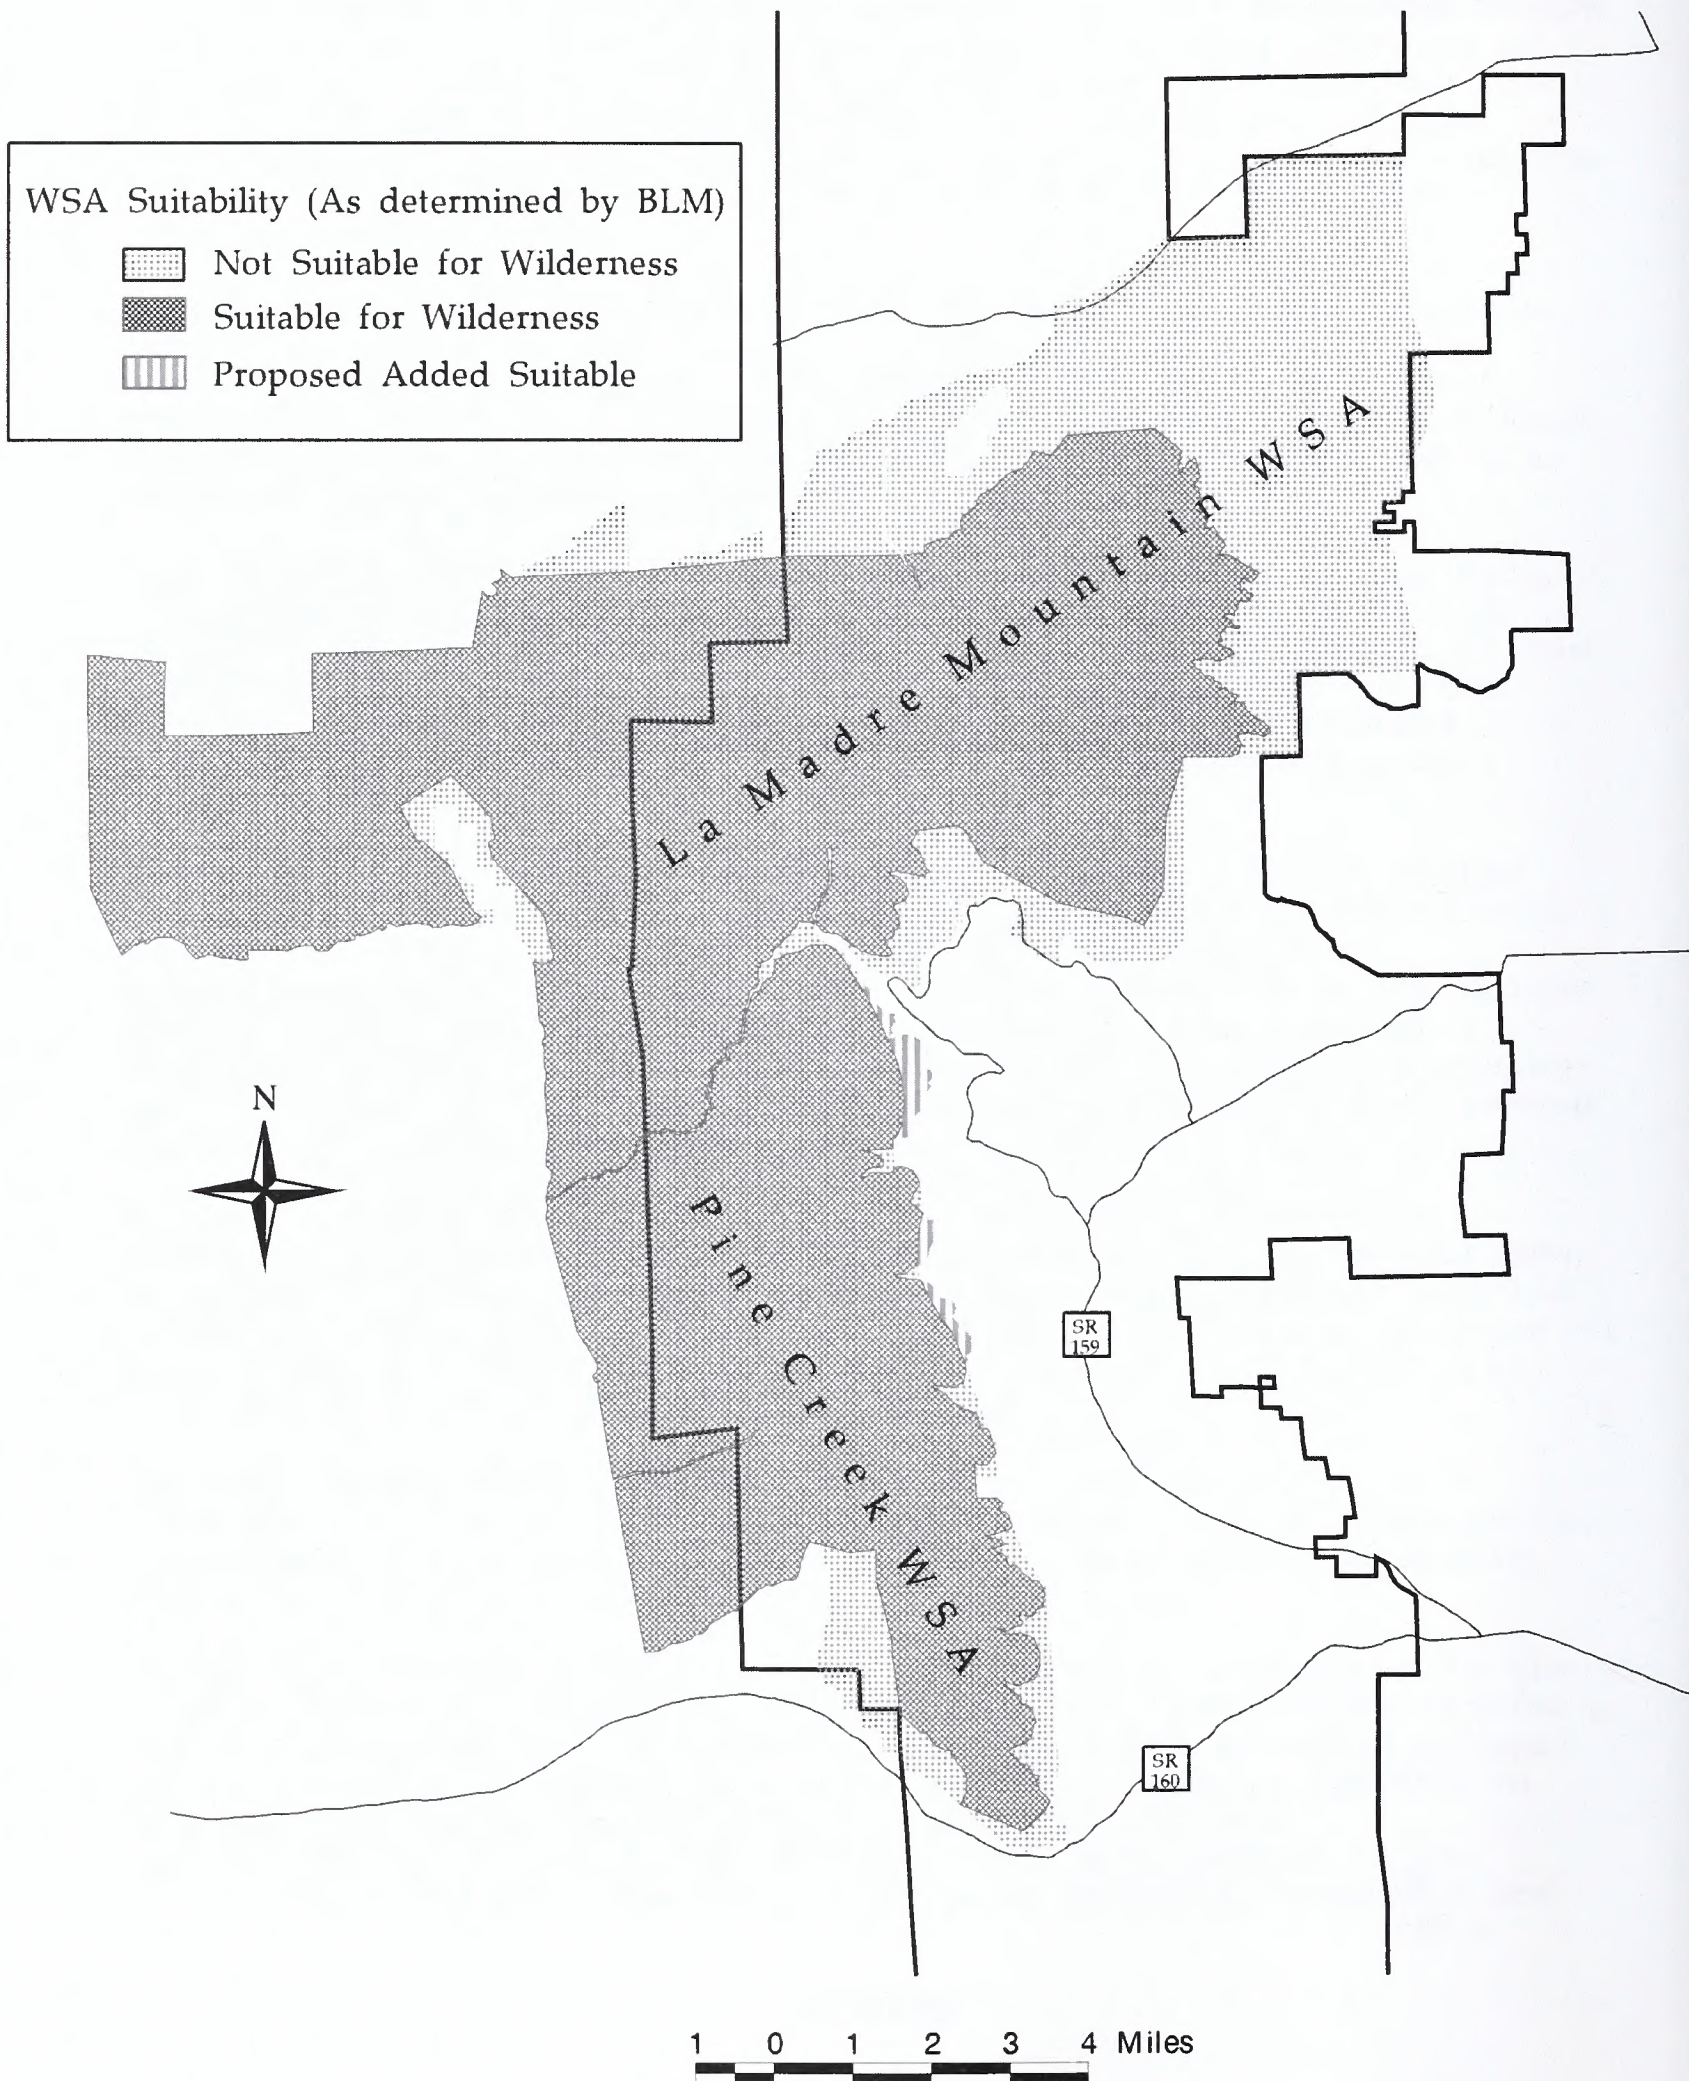 WSA Suitability (As determined by BLM)
Not Suitable for Wilderness
Suitable for Wilderness
Proposed Added Suitable
La Madre Mountain WSA
N
Pine Creek WSA
SR
159
SR
160
1 0 1 2 3 4 Miles